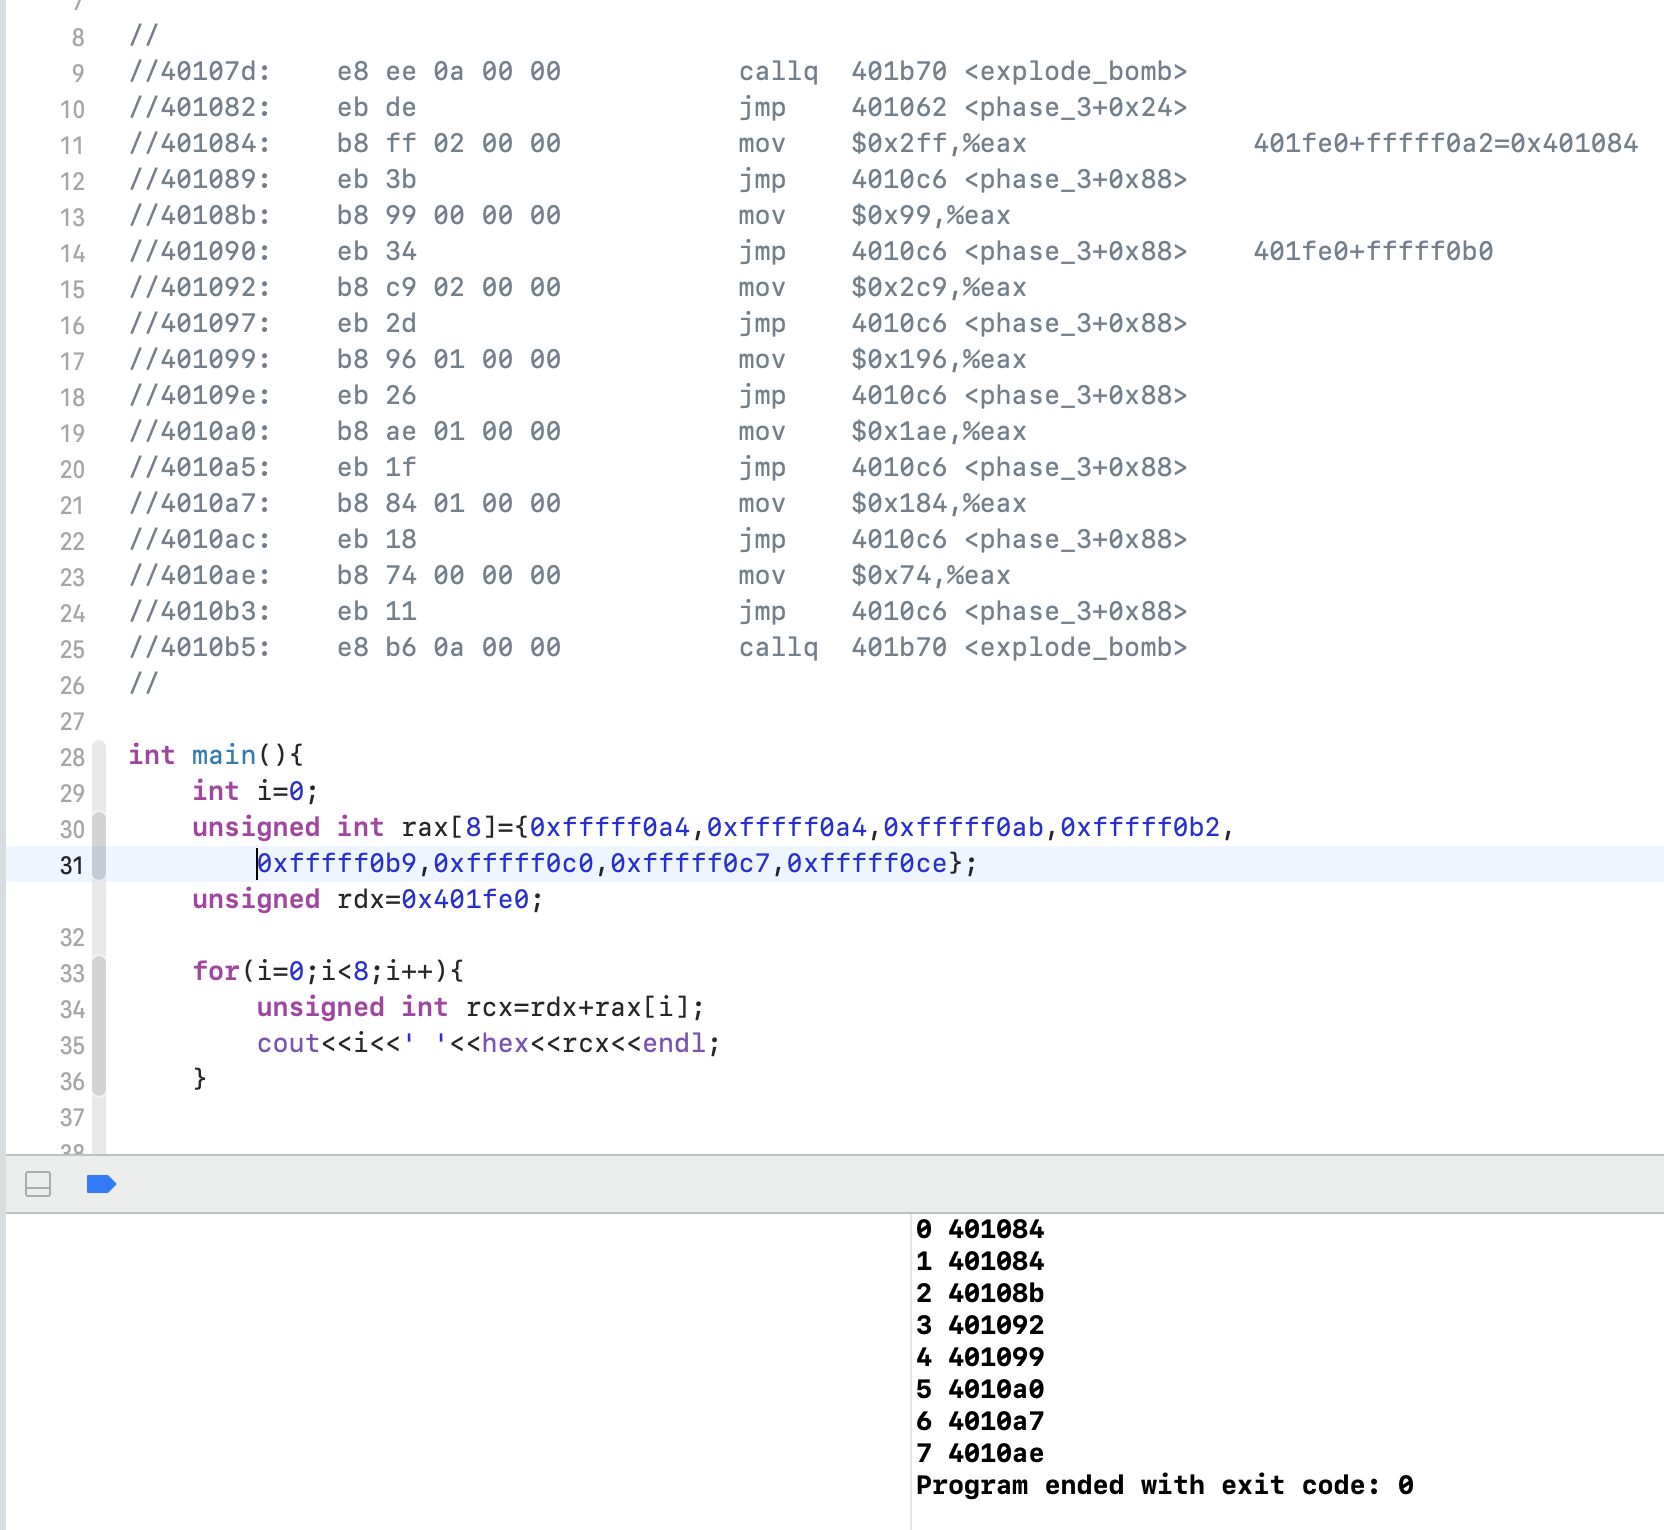 7
8 //
9 //40107d: e8 ee 0a 00 00 callq 401b70 <explode_bomb>
10 //401082: eb de jmp 401062 <phase_3+0x24>
11 //401084: b8 ff 02 00 00 mov $0x2ff,%eax 401fe0+fffff0a2=0x401084
12 //401089: eb 3b jmp 4010c6 <phase_3+0x88>
13 //40108b: b8 99 00 00 00 mov $0x99,%eax
14 //401090: eb 34 jmp 4010c6 <phase_3+0x88> 401fe0+fffff0b0
15 //401092: b8 c9 02 00 00 mov $0x2c9,%eax
16 //401097: eb 2d jmp 4010c6 <phase_3+0x88>
17 //401099: b8 96 01 00 00 mov $0x196,%eax
18 //40109e: eb 26 jmp 4010c6 <phase_3+0x88>
19 //4010a0: b8 ae 01 00 00 mov $0x1ae,%eax
20 //4010a5: eb 1f jmp 4010c6 <phase_3+0x88>
21 //4010a7: b8 84 01 00 00 mov $0x184,%eax
22 //4010ac: eb 18 jmp 4010c6 <phase_3+0x88>
23 //4010ae: b8 74 00 00 00 mov $0x74,%eax
24 //4010b3: eb 11 jmp 4010c6 <phase_3+0x88>
25 //4010b5: e8 b6 0a 00 00 callq 401b70 <explode_bomb>
26 //
27
28 int main(){
29 int i=0;
30 unsigned int rax[8]={0xfffff0a4,0xfffff0a4,0xfffff0ab,0xfffff0b2,
31 0xfffff0b9,0xfffff0c0,0xfffff0c7,0xfffff0ce};
unsigned rdx=0x401fe0;
32
33 for(i=0;i<8;i++){
34 unsigned int rcx=rdx+rax[i];
35 cout<<i<<' '<<hex<<rcx<<endl;
36 }
37
38
0 401084
1 401084
2 40108b
3 401092
4 401099
5 4010a0
6 4010a7
7 4010ae
Program ended with exit code: 0